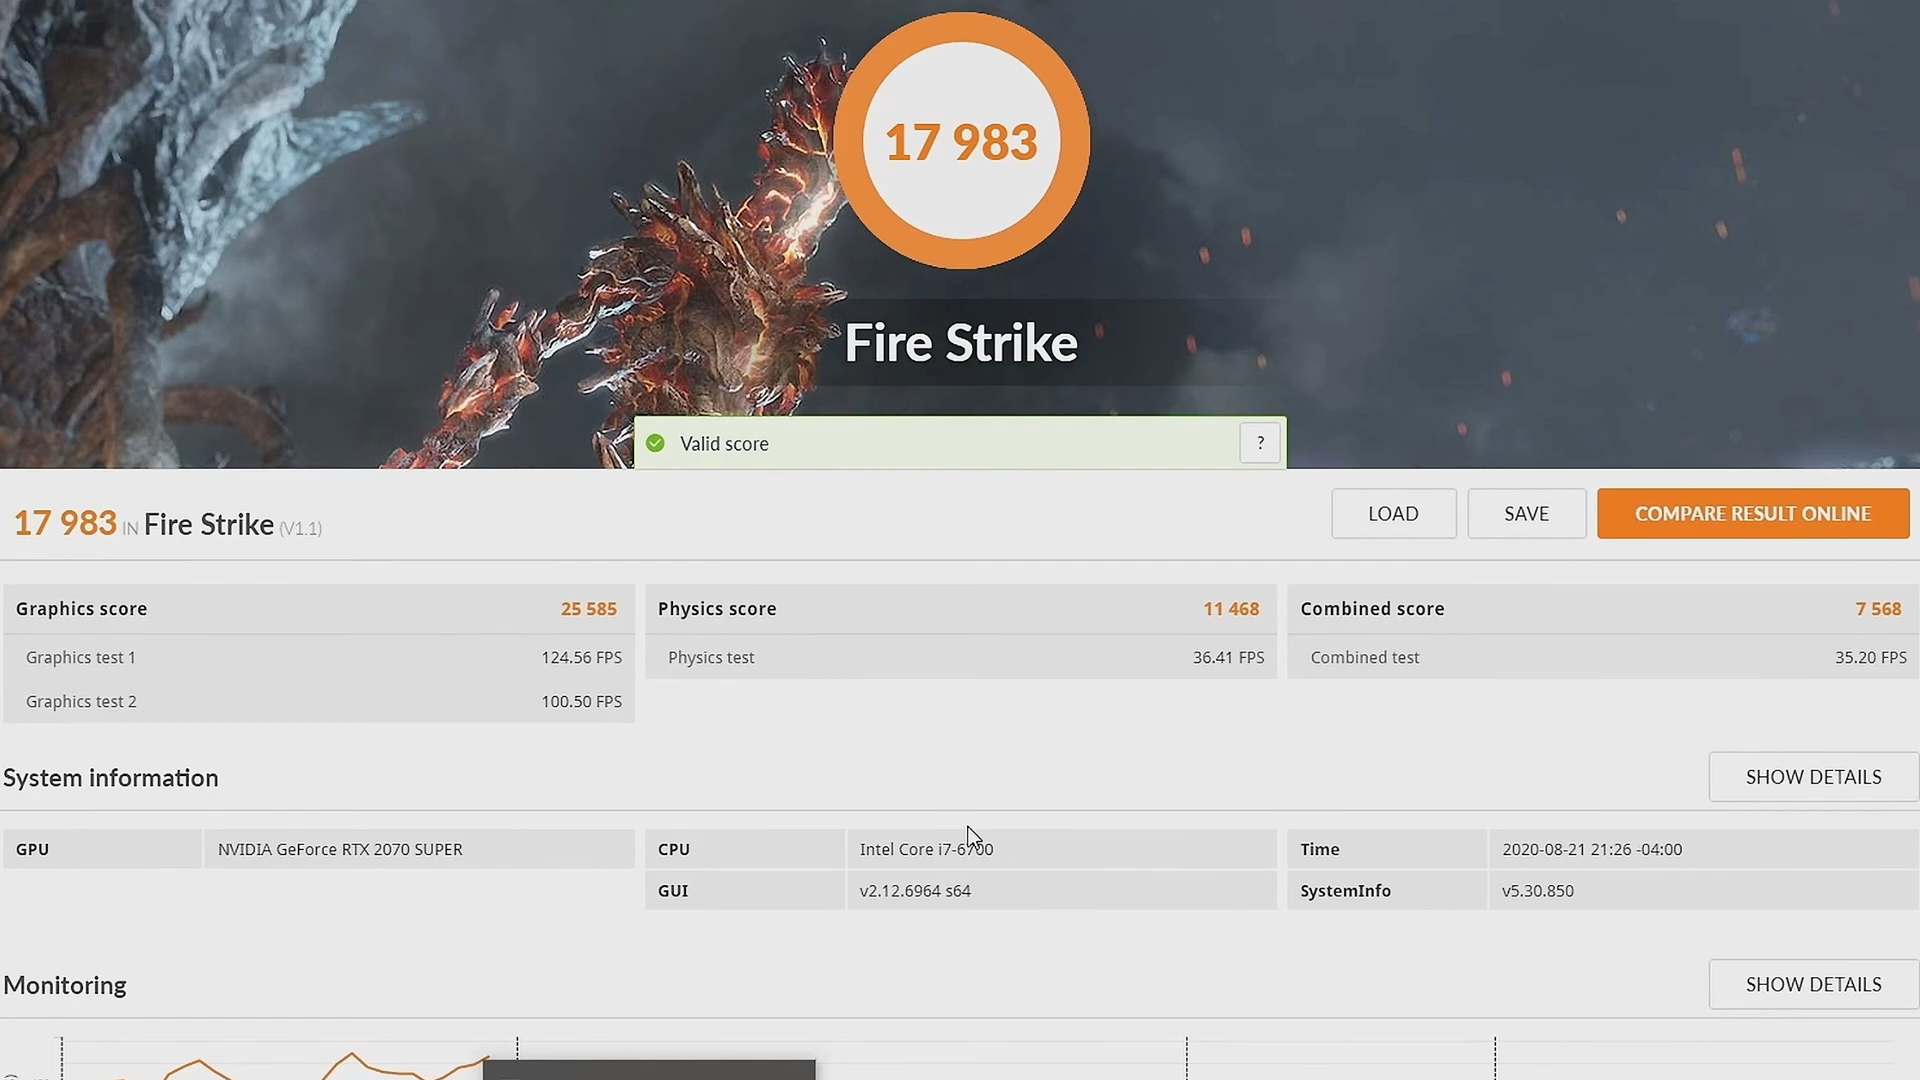 17 983
Fire Strike
Valid score
?
17 983 IN Fire Strike (V1.1)
LOAD
SAVE
COMPARE RESULT ONLINE
Graphics score 25 585
Graphics test 1 124.56 FPS
Graphics test 2 100.50 FPS
Physics score 11 468
Physics test 36.41 FPS
Combined score 7 568
Combined test 35.20 FPS
System information
SHOW DETAILS
GPU NVIDIA GeForce RTX 2070 SUPER
CPU Intel Core i7-6700
GUI v2.12.6964 s64
Time 2020-08-21 21:26 -04:00
SystemInfo v5.30.850
Monitoring
SHOW DETAILS